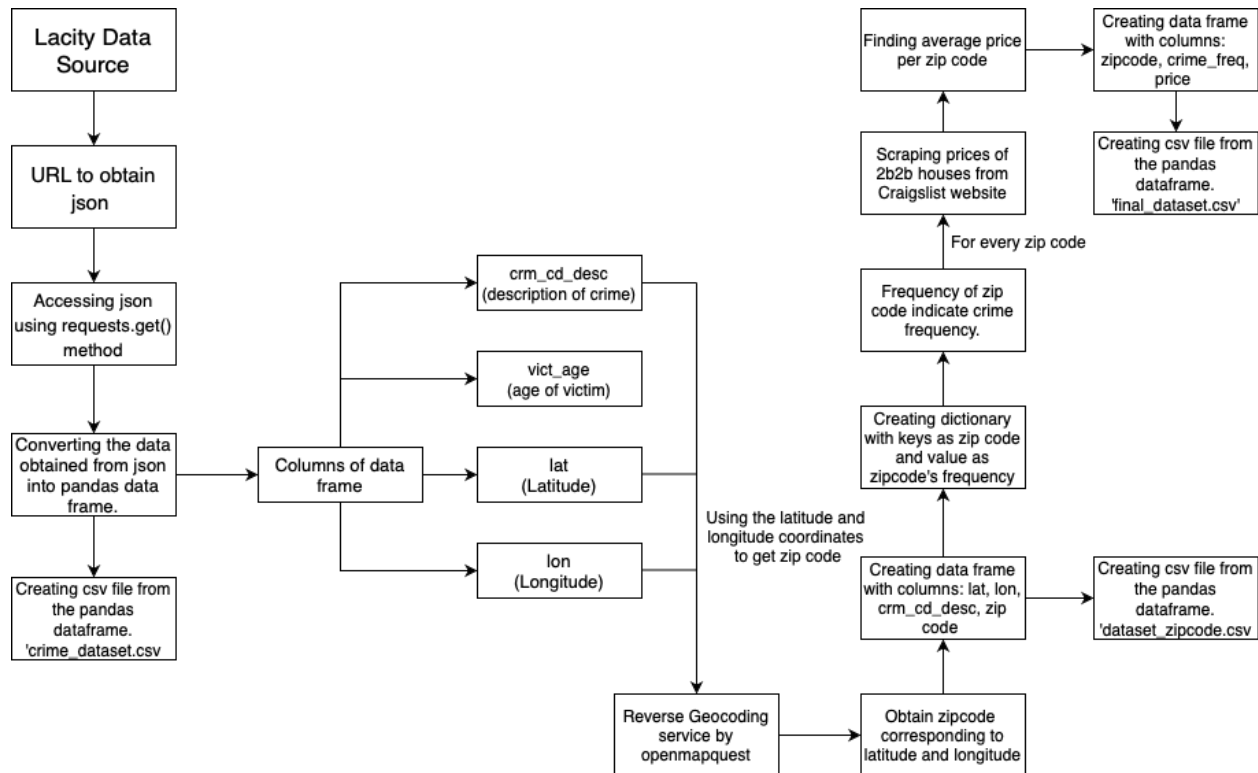 Lacity Data
Source
URL to obtain
json
Accessing json
using requests.get()
method
Converting the data
obtained from json
into pandas data
frame.
Creating csv file from
the pandas
dataframe.
'crime_dataset.csv
Columns of data
frame
crm_cd_desc
(description of crime)
vict_age
(age of victim)
lat
(Latitude)
lon
(Longitude)
Using the latitude and
longitude coordinates
to get zip code
Reverse Geocoding
service by
openmapquest
Obtain zipcode
corresponding to
latitude and longitude
Creating data frame
with columns: lat, lon,
crm_cd_desc, zip
code
Creating csv file from
the pandas
dataframe.
'dataset_zipcode.csv
Creating dictionary
with keys as zip code
and value as
zipcode's frequency
Frequency of zip
code indicate crime
frequency.
For every zip code
Scraping prices of
2b2b houses from
Craigslist website
Finding average price
per zip code
Creating data frame
with columns:
zipcode, crime_freq,
price
Creating csv file from
the pandas
dataframe.
'final_dataset.csv'